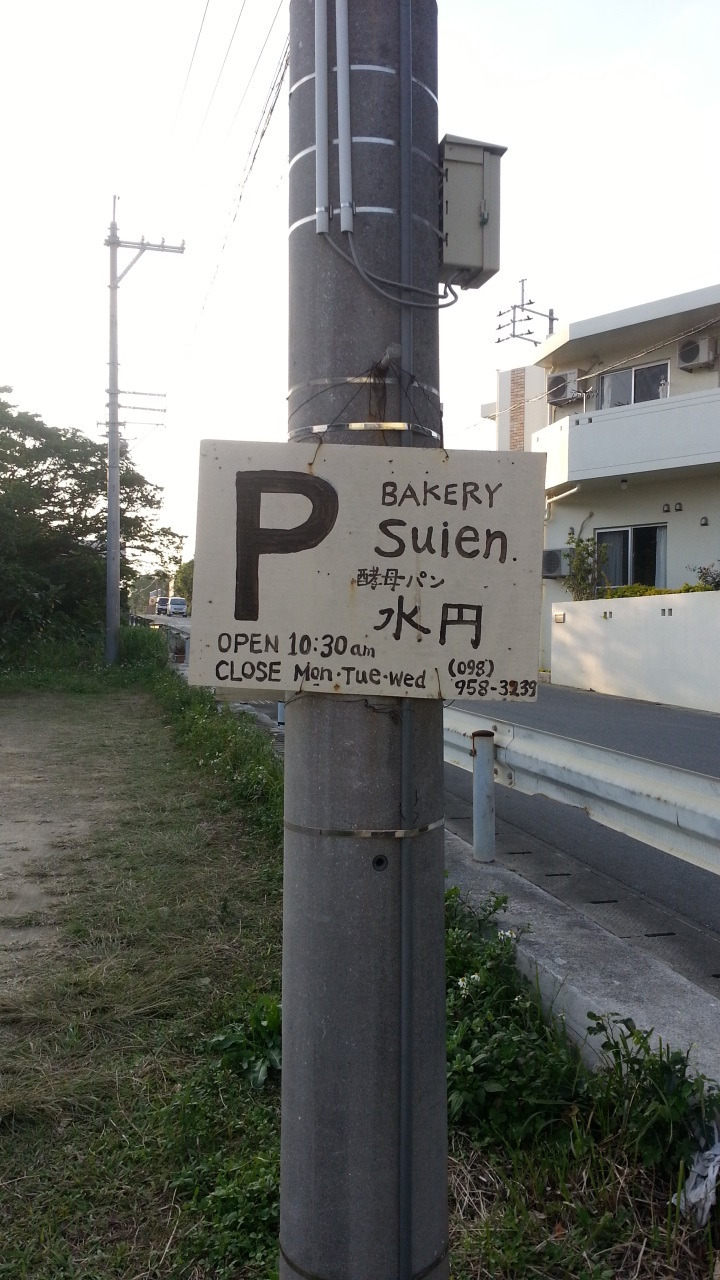 P
BAKERY
Suien.
酵母パン
水円
OPEN 10:30am
CLOSE Mon·Tue·Wed
(098)
958-3239